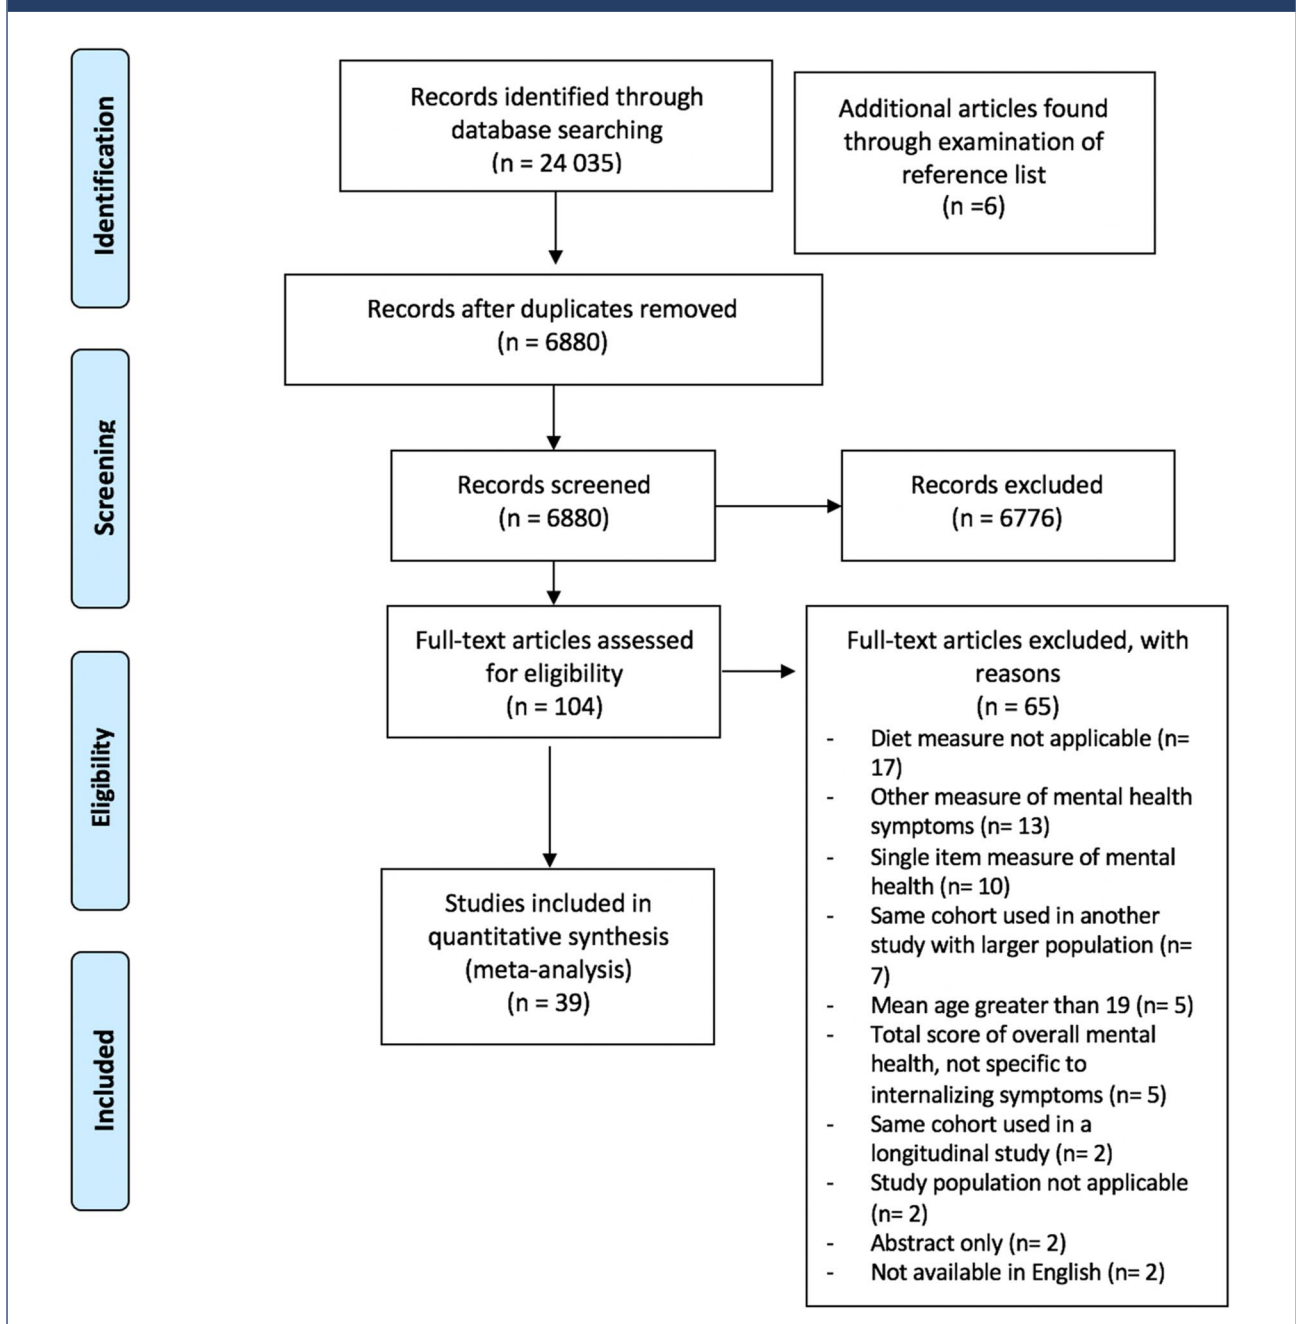 Identification
Records identified through
database searching
(n = 24 035)
Additional articles found
through examination of
reference list
(n =6)
Records after duplicates removed
(n = 6880)
Screening
Records screened
(n = 6880)
Records excluded
(n = 6776)
Eligibility
Full-text articles assessed
for eligibility
(n = 104)
Full-text articles excluded, with
reasons
(n = 65)
- Diet measure not applicable (n=
17)
- Other measure of mental health
symptoms (n= 13)
- Single item measure of mental
health (n= 10)
- Same cohort used in another
study with larger population (n=
7)
- Mean age greater than 19 (n= 5)
- Total score of overall mental
health, not specific to
internalizing symptoms (n= 5)
- Same cohort used in a
longitudinal study (n= 2)
- Study population not applicable
(n= 2)
- Abstract only (n= 2)
- Not available in English (n= 2)
Included
Studies included in
quantitative synthesis
(meta-analysis)
(n = 39)